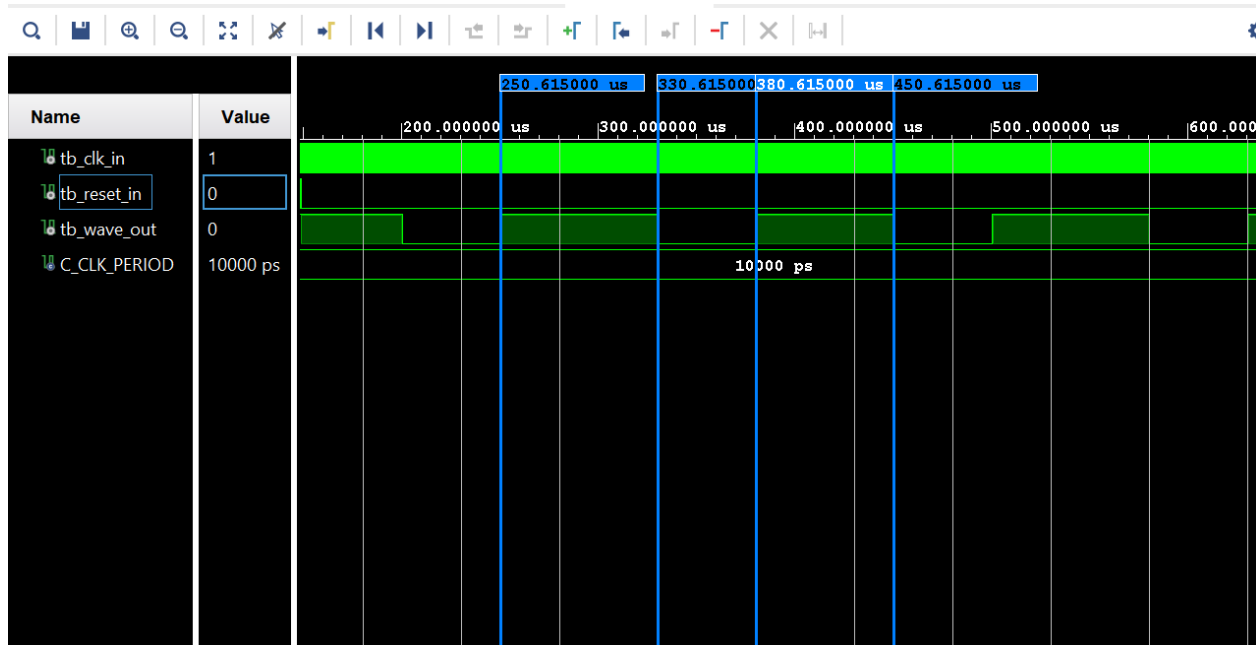 250.615000 us 330.615000 380.615000 us 450.615000 us
Name Value
200.000000 us 300.000000 us 400.000000 us 500.000000 us 600.000
tb_clk_in 1
tb_reset_in 0
tb_wave_out 0
C_CLK_PERIOD 10000 ps 10000 ps